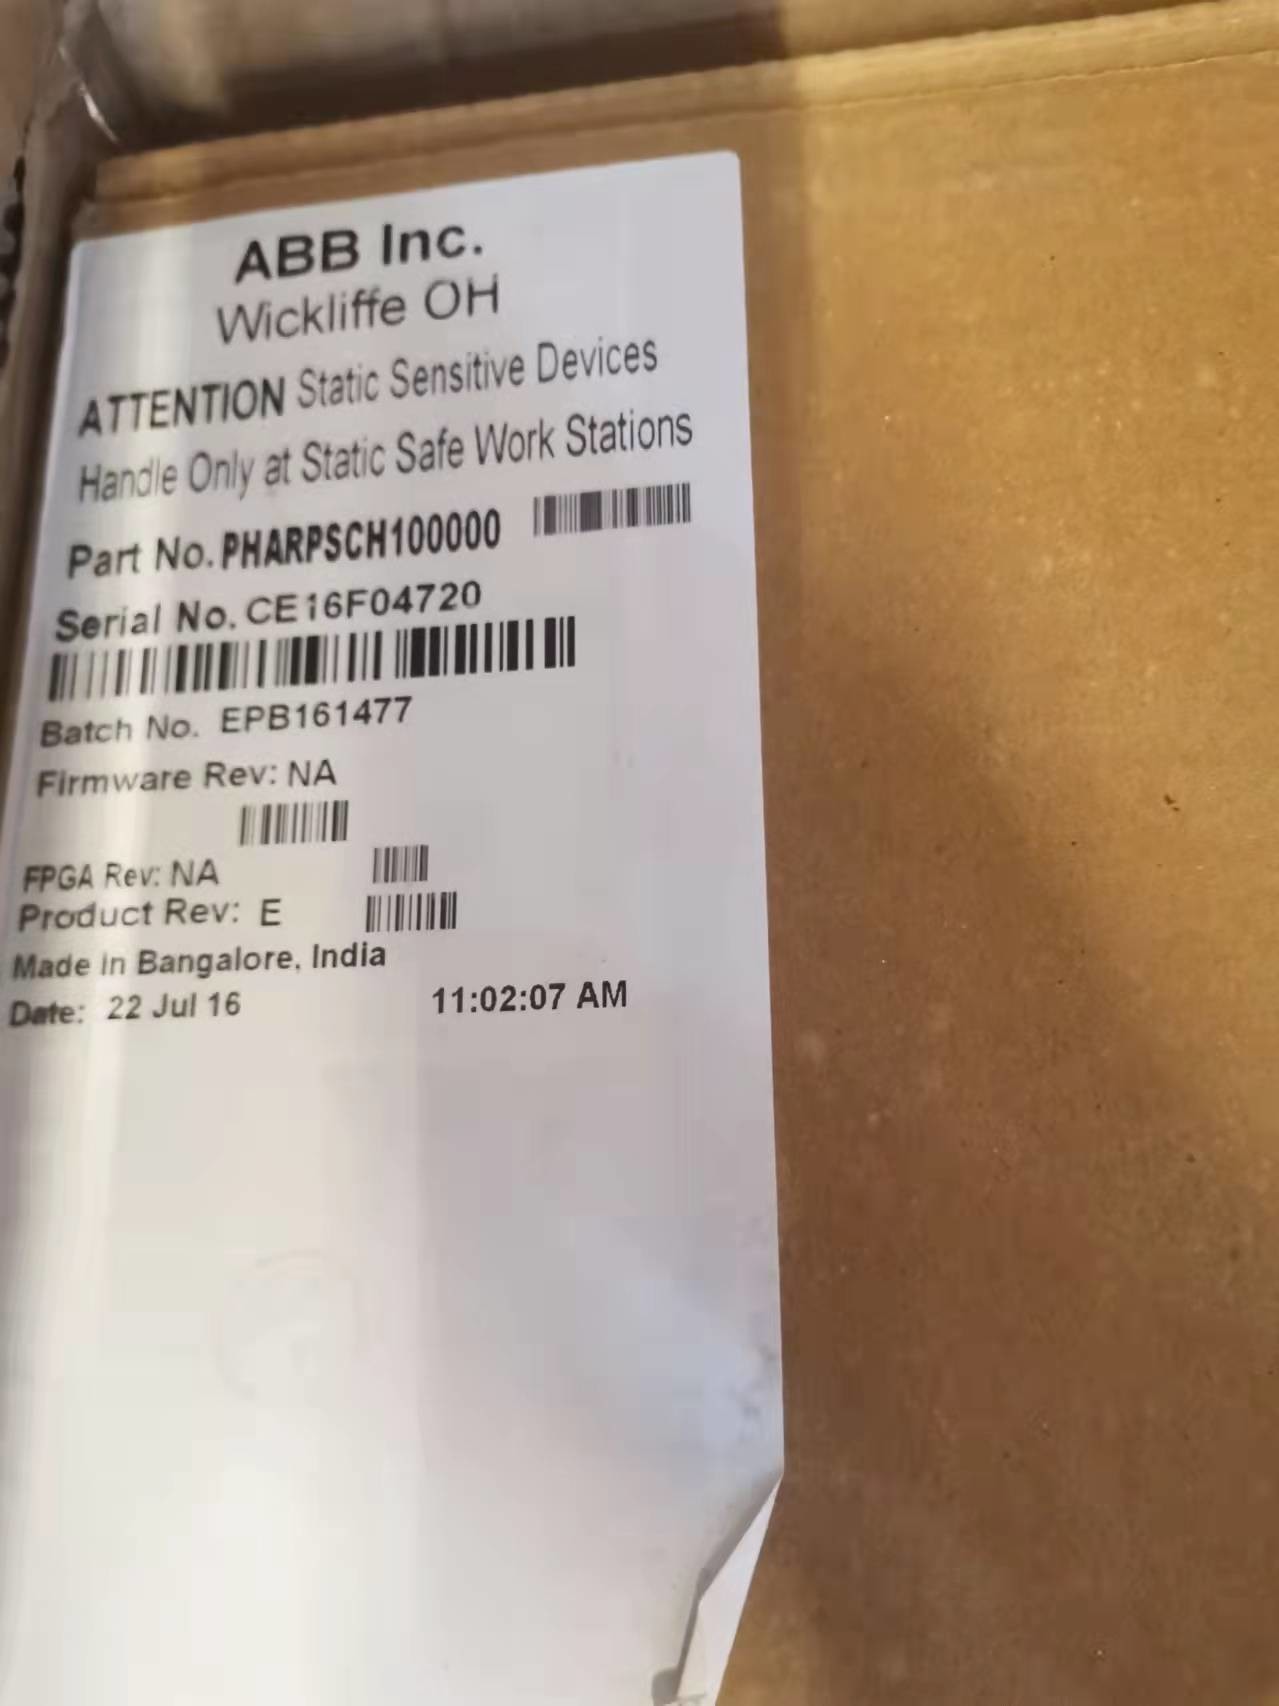 ABB Inc.
Wickliffe OH
ATTENTION Static Sensitive Devices
Handle Only at Static Safe Work Stations
Part No. PHARPSCH100000
Serial No. CE16F04720
Batch No. EPB161477
Firmware Rev: NA
FPGA Rev: NA
Product Rev: E
Made in Bangalore, India
Date: 22 Jul 16 11:02:07 AM